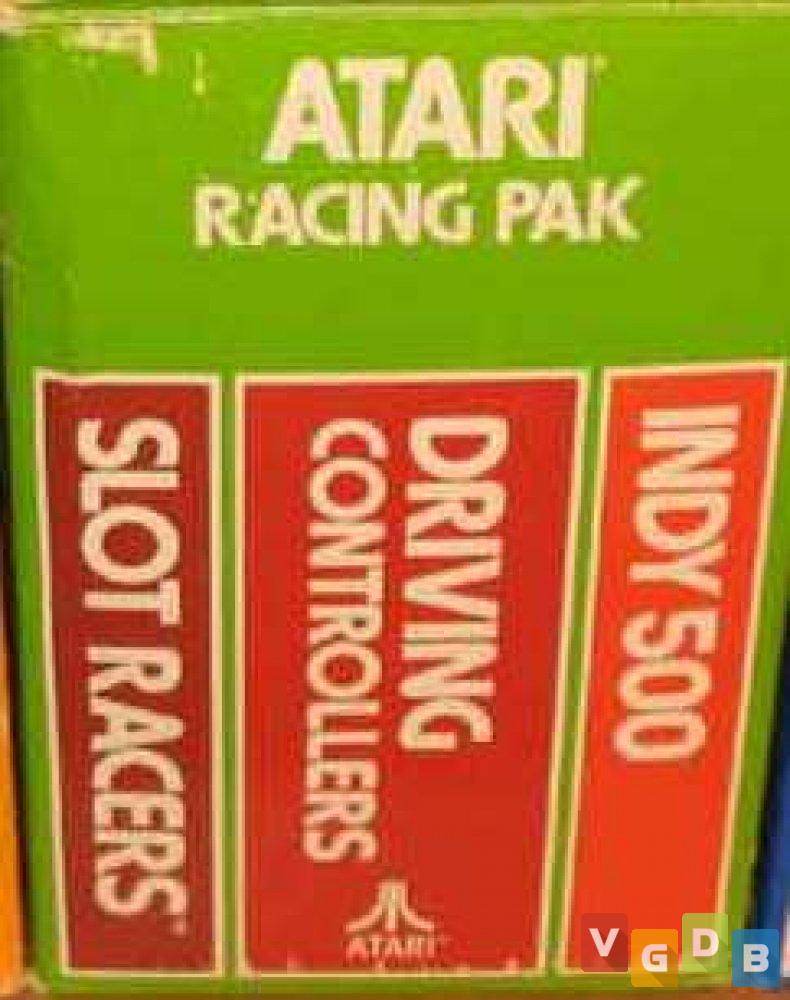 ATARI
RACING PAK
SLOT RACERS
DRIVING
CONTROLLERS
ATARI
INDY 500
VGDB